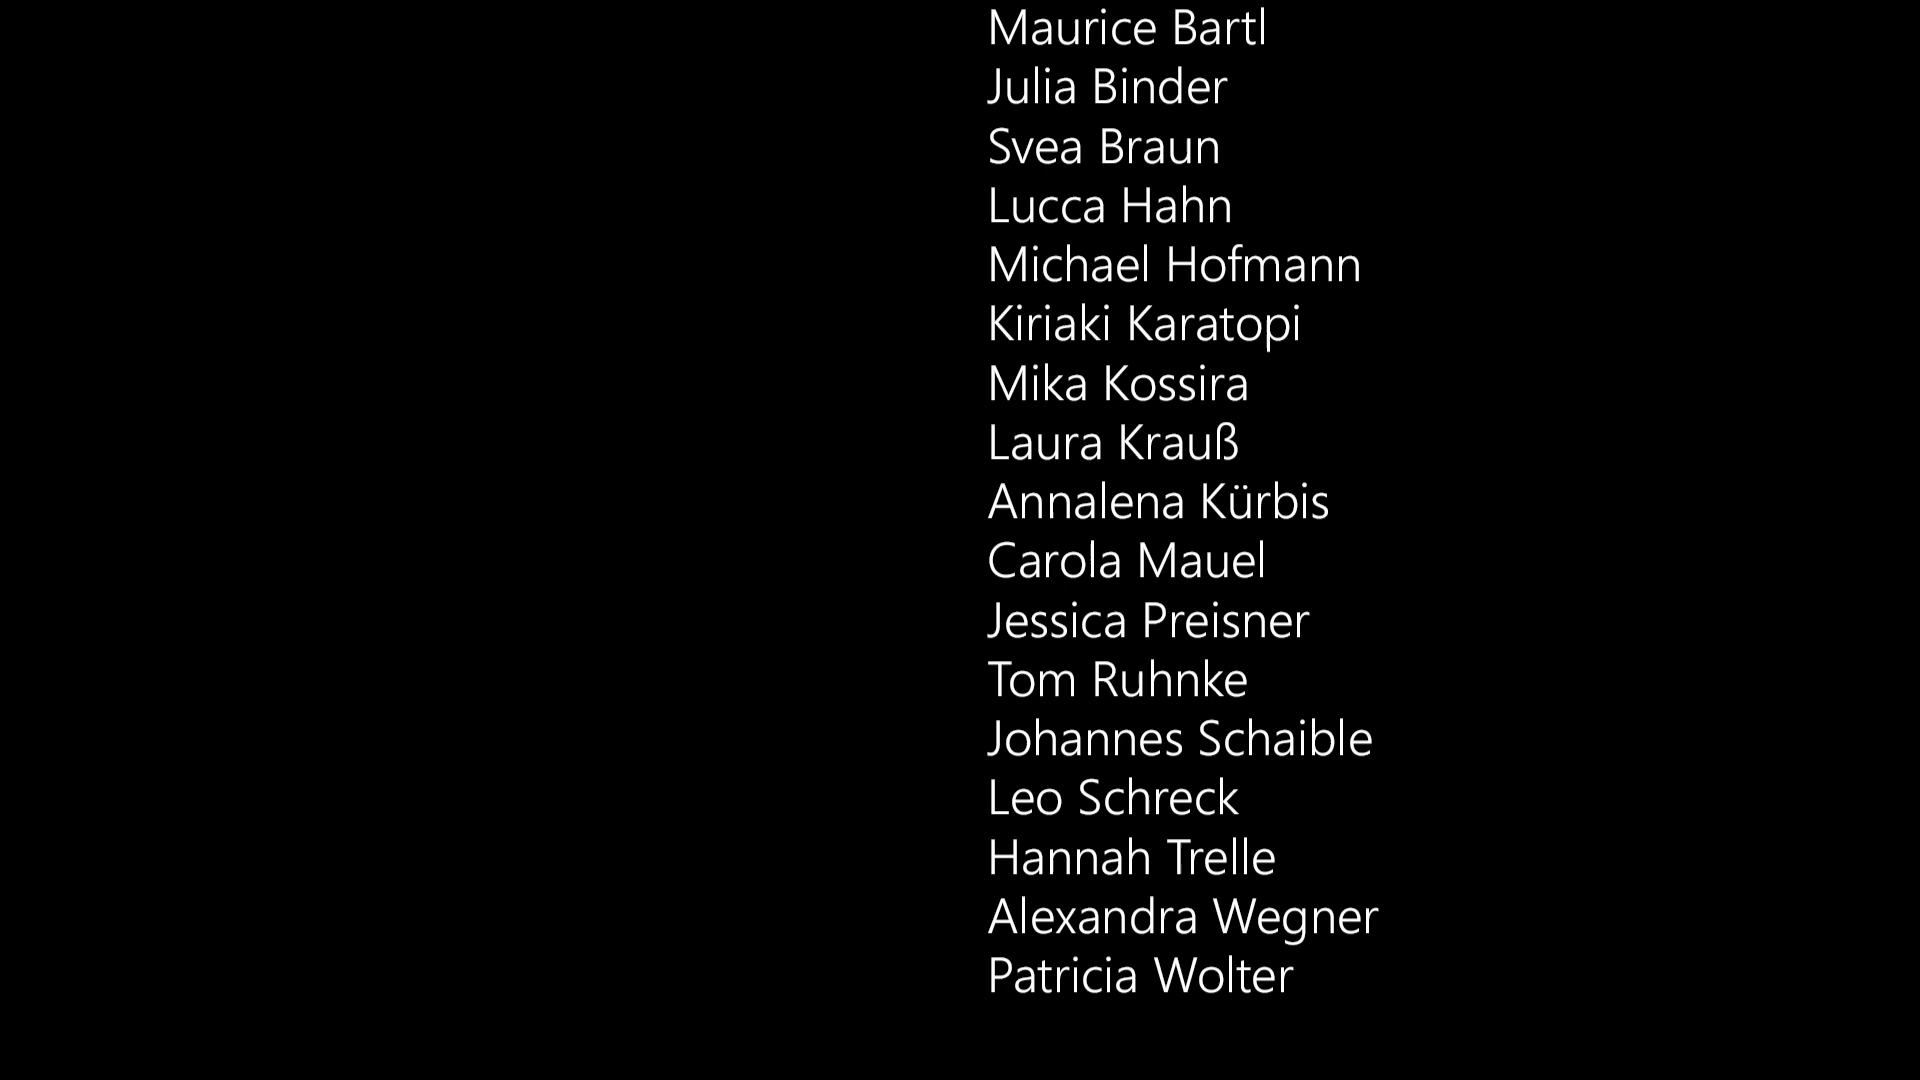 Maurice Bartl
Julia Binder
Svea Braun
Lucca Hahn
Michael Hofmann
Kiriaki Karatopi
Mika Kossira
Laura Krauß
Annalena Kürbis
Carola Mauel
Jessica Preisner
Tom Ruhnke
Johannes Schaible
Leo Schreck
Hannah Trelle
Alexandra Wegner
Patricia Wolter